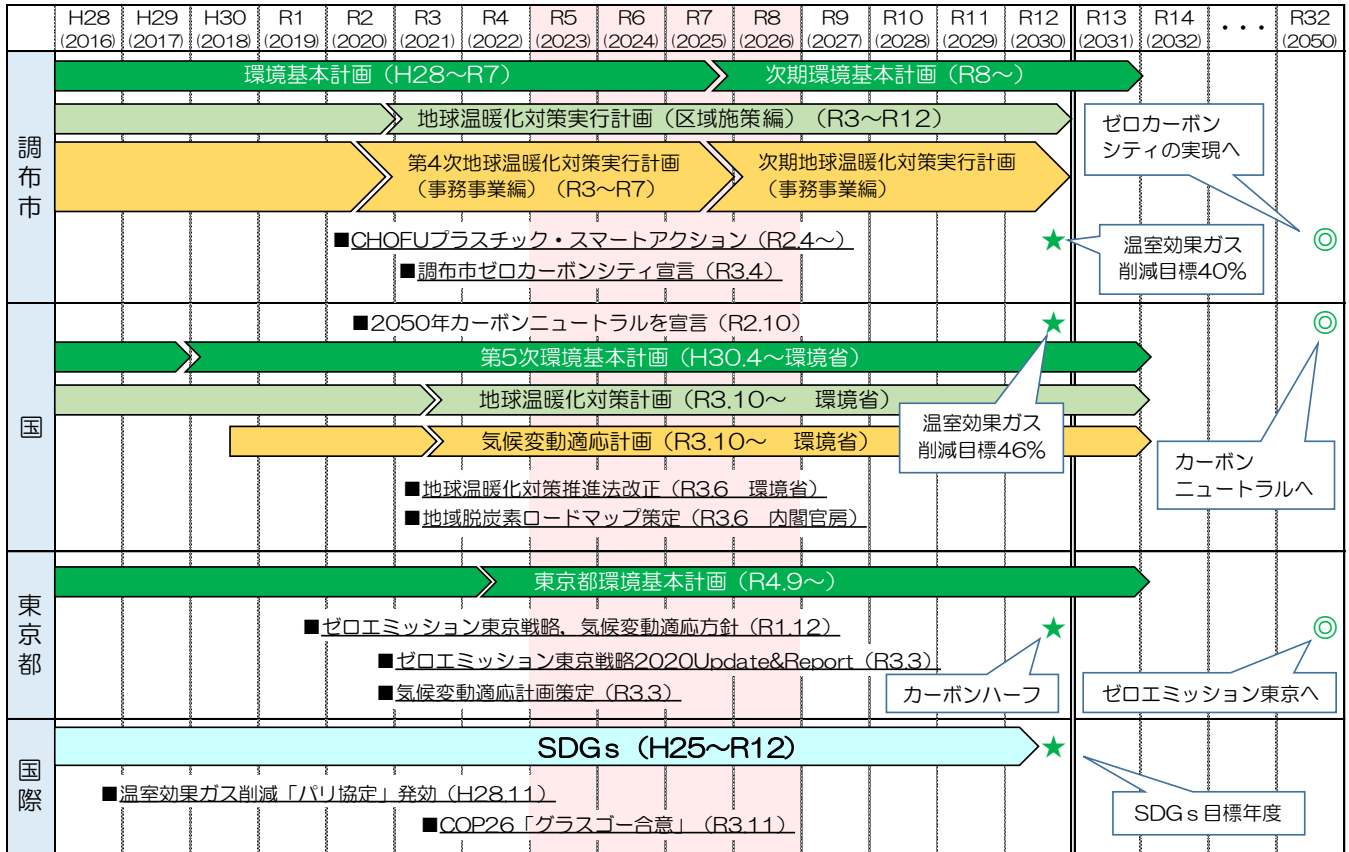 H28 H29 H30 R1 R2 R3 R4 R5 R6 R7 R8 R9 R10 R11 R12 R13 R14 ・・・ R32
(2016) (2017) (2018) (2019) (2020) (2021) (2022) (2023) (2024) (2025) (2026) (2027) (2028) (2029) (2030) (2031) (2032) (2050)
調布市
環境基本計画（H28～R7） 次期環境基本計画（R8～）
地球温暖化対策実行計画（区域施策編）（R3～R12）
ゼロカーボン
シティの実現へ
第4次地球温暖化対策実行計画
（事務事業編）（R3～R7）
次期地球温暖化対策実行計画
（事務事業編）
■CHOFUプラスチック・スマートアクション（R2.4～） ★ ◎
温室効果ガス
削減目標40%
■調布市ゼロカーボンシティ宣言（R3.4）
国
■2050年カーボンニュートラルを宣言（R2.10） ★ ◎
第5次環境基本計画（H30.4～環境省）
地球温暖化対策計画（R3.10～　環境省）
温室効果ガス
削減目標46%
気候変動適応計画（R3.10～　環境省）
カーボン
ニュートラルへ
■地球温暖化対策推進法改正（R3.6　環境省）
■地域脱炭素ロードマップ策定（R3.6　内閣官房）
東京都
東京都環境基本計画（R4.9～）
■ゼロエミッション東京戦略，気候変動適応方針（R1.12） ★ ◎
■ゼロエミッション東京戦略2020Update&Report（R3.3）
■気候変動適応計画策定（R3.3）
カーボンハーフ
ゼロエミッション東京へ
国際
SDGs（H25～R12） ★
■温室効果ガス削減「パリ協定」発効（H28.11）
■COP26「グラスゴー合意」（R3.11）
SDGs目標年度